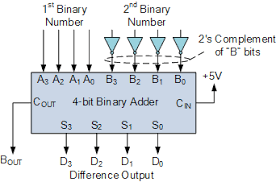 1st Binary Number
2nd Binary Number
2's Complement of "B" bits
+5V
A3 A2 A1 A0 B3 B2 B1 B0
COUT 4-bit Binary Adder CIN
S3 S2 S1 S0
BOUT
D3 D2 D1 D0
Difference Output